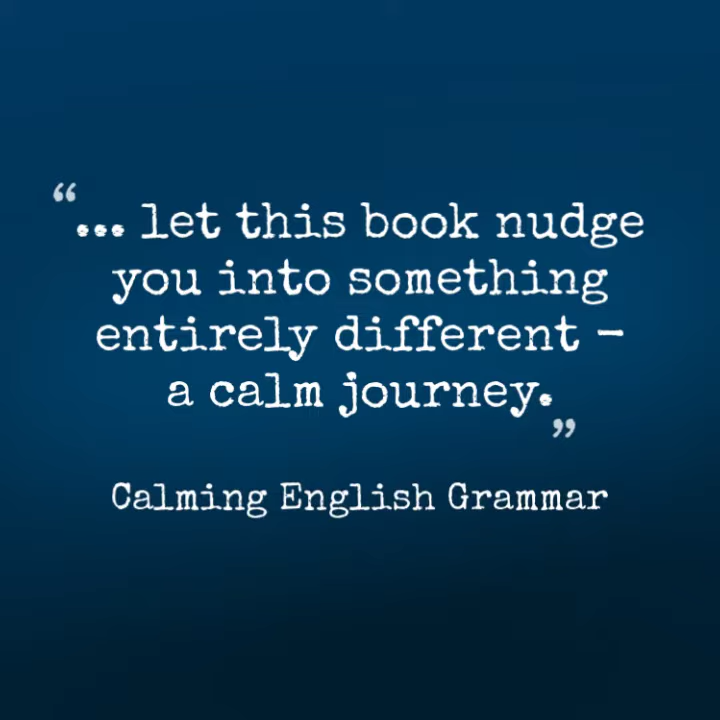 “... let this book nudge
you into something
entirely different –
a calm journey.”
Calming English Grammar